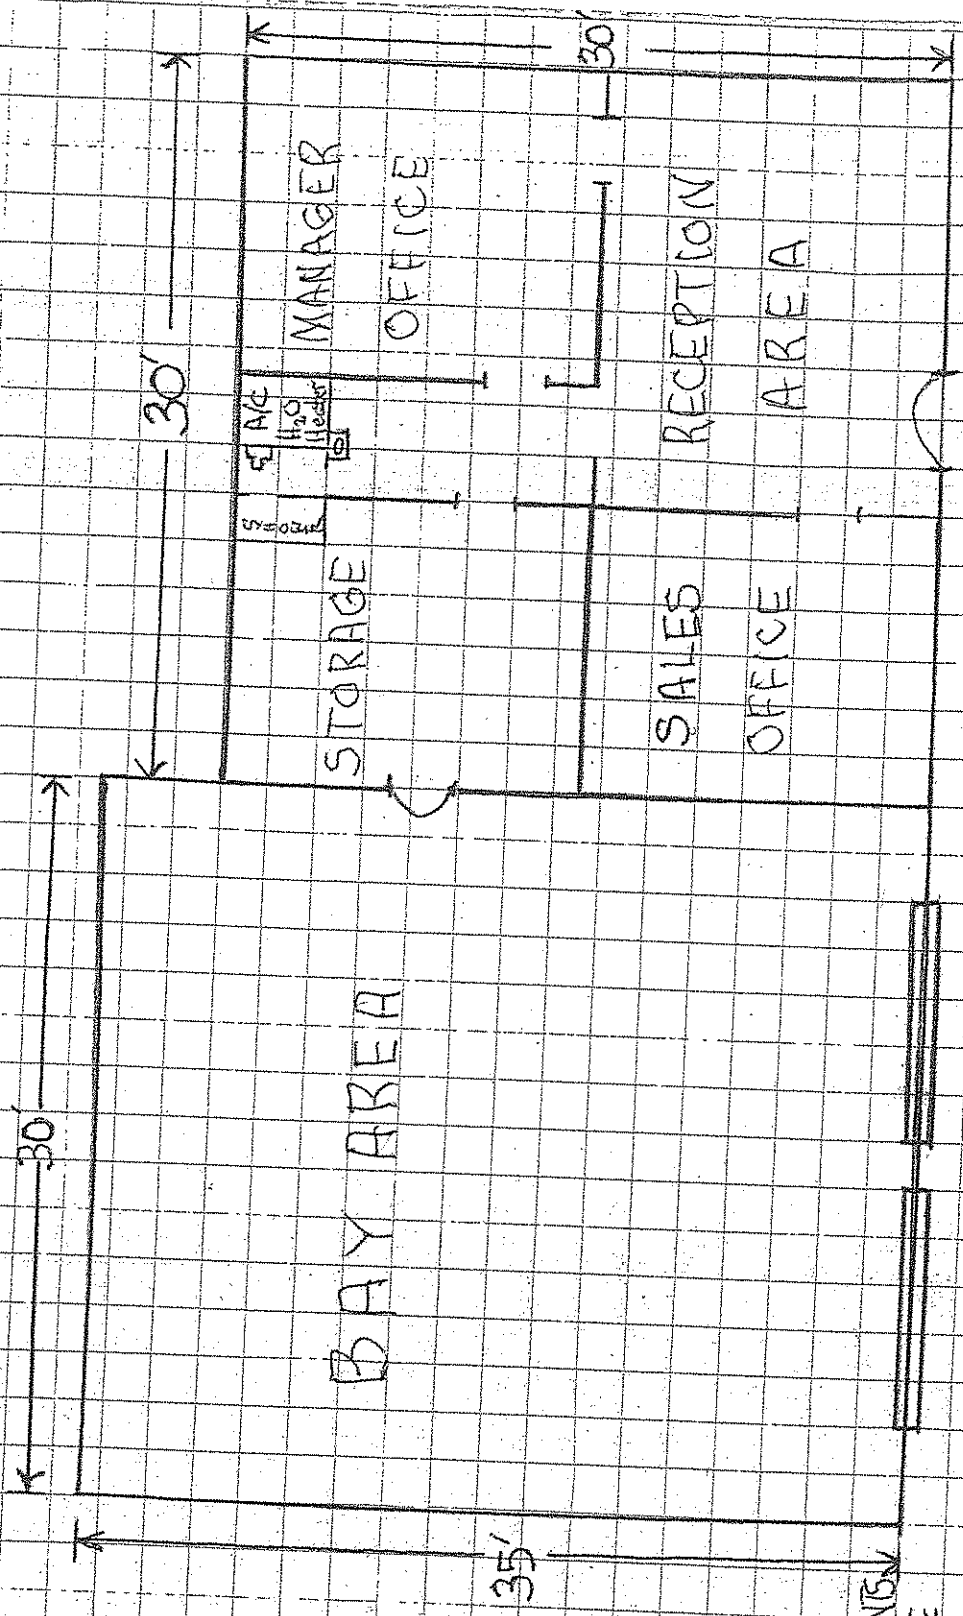 30'
30'
30'
35'
BAY AREA
STORAGE
MANAGER
OFFICE
A/C
H2O
Heater
SALES
OFFICE
RECEPTION
AREA